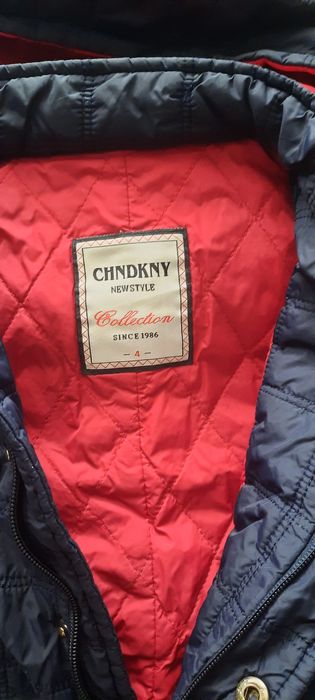 CHNDKNY
NEWSTYLE
Collection
SINCE 1986
- 4 -